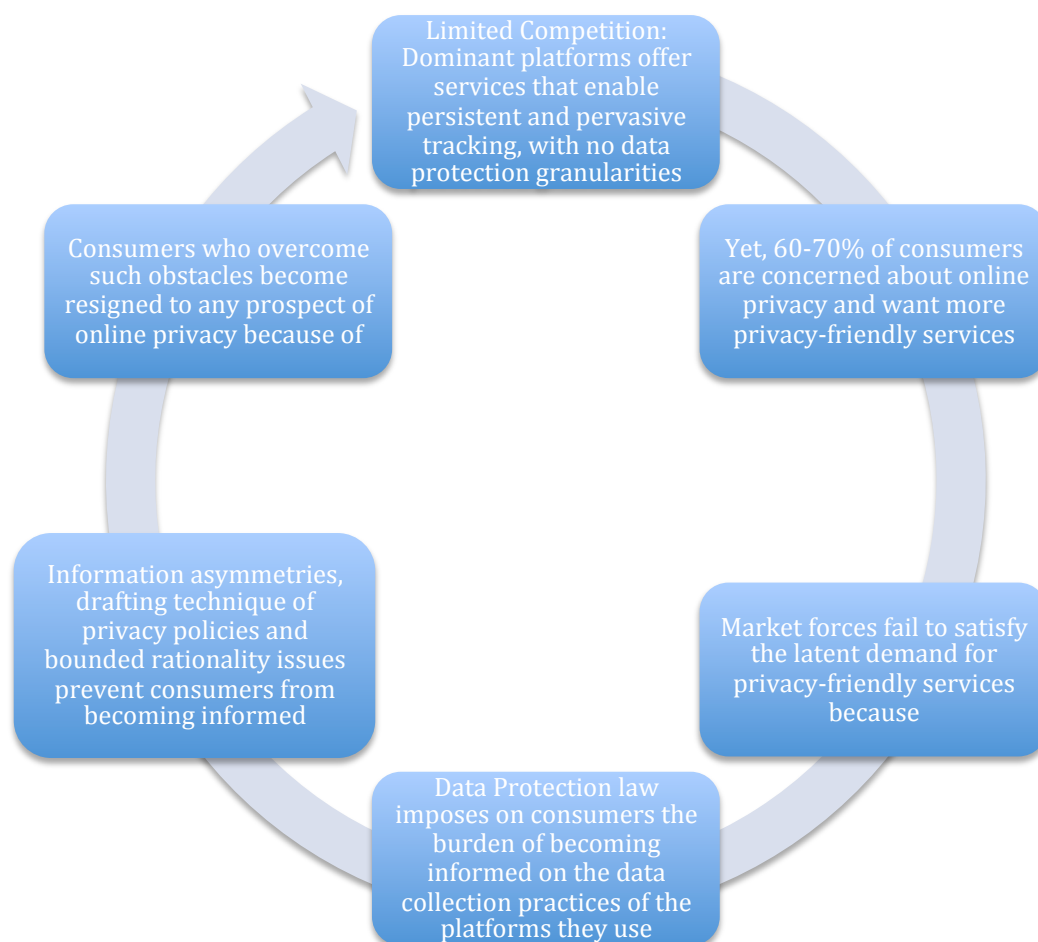 Limited Competition:
Dominant platforms offer
services that enable
persistent and pervasive
tracking, with no data
protection granularities
Yet, 60-70% of consumers
are concerned about online
privacy and want more
privacy-friendly services
Market forces fail to satisfy
the latent demand for
privacy-friendly services
because
Data Protection law
imposes on consumers the
burden of becoming
informed on the data
collection practices of the
platforms they use
Information asymmetries,
drafting technique of
privacy policies and
bounded rationality issues
prevent consumers from
becoming informed
Consumers who overcome
such obstacles become
resigned to any prospect of
online privacy because of